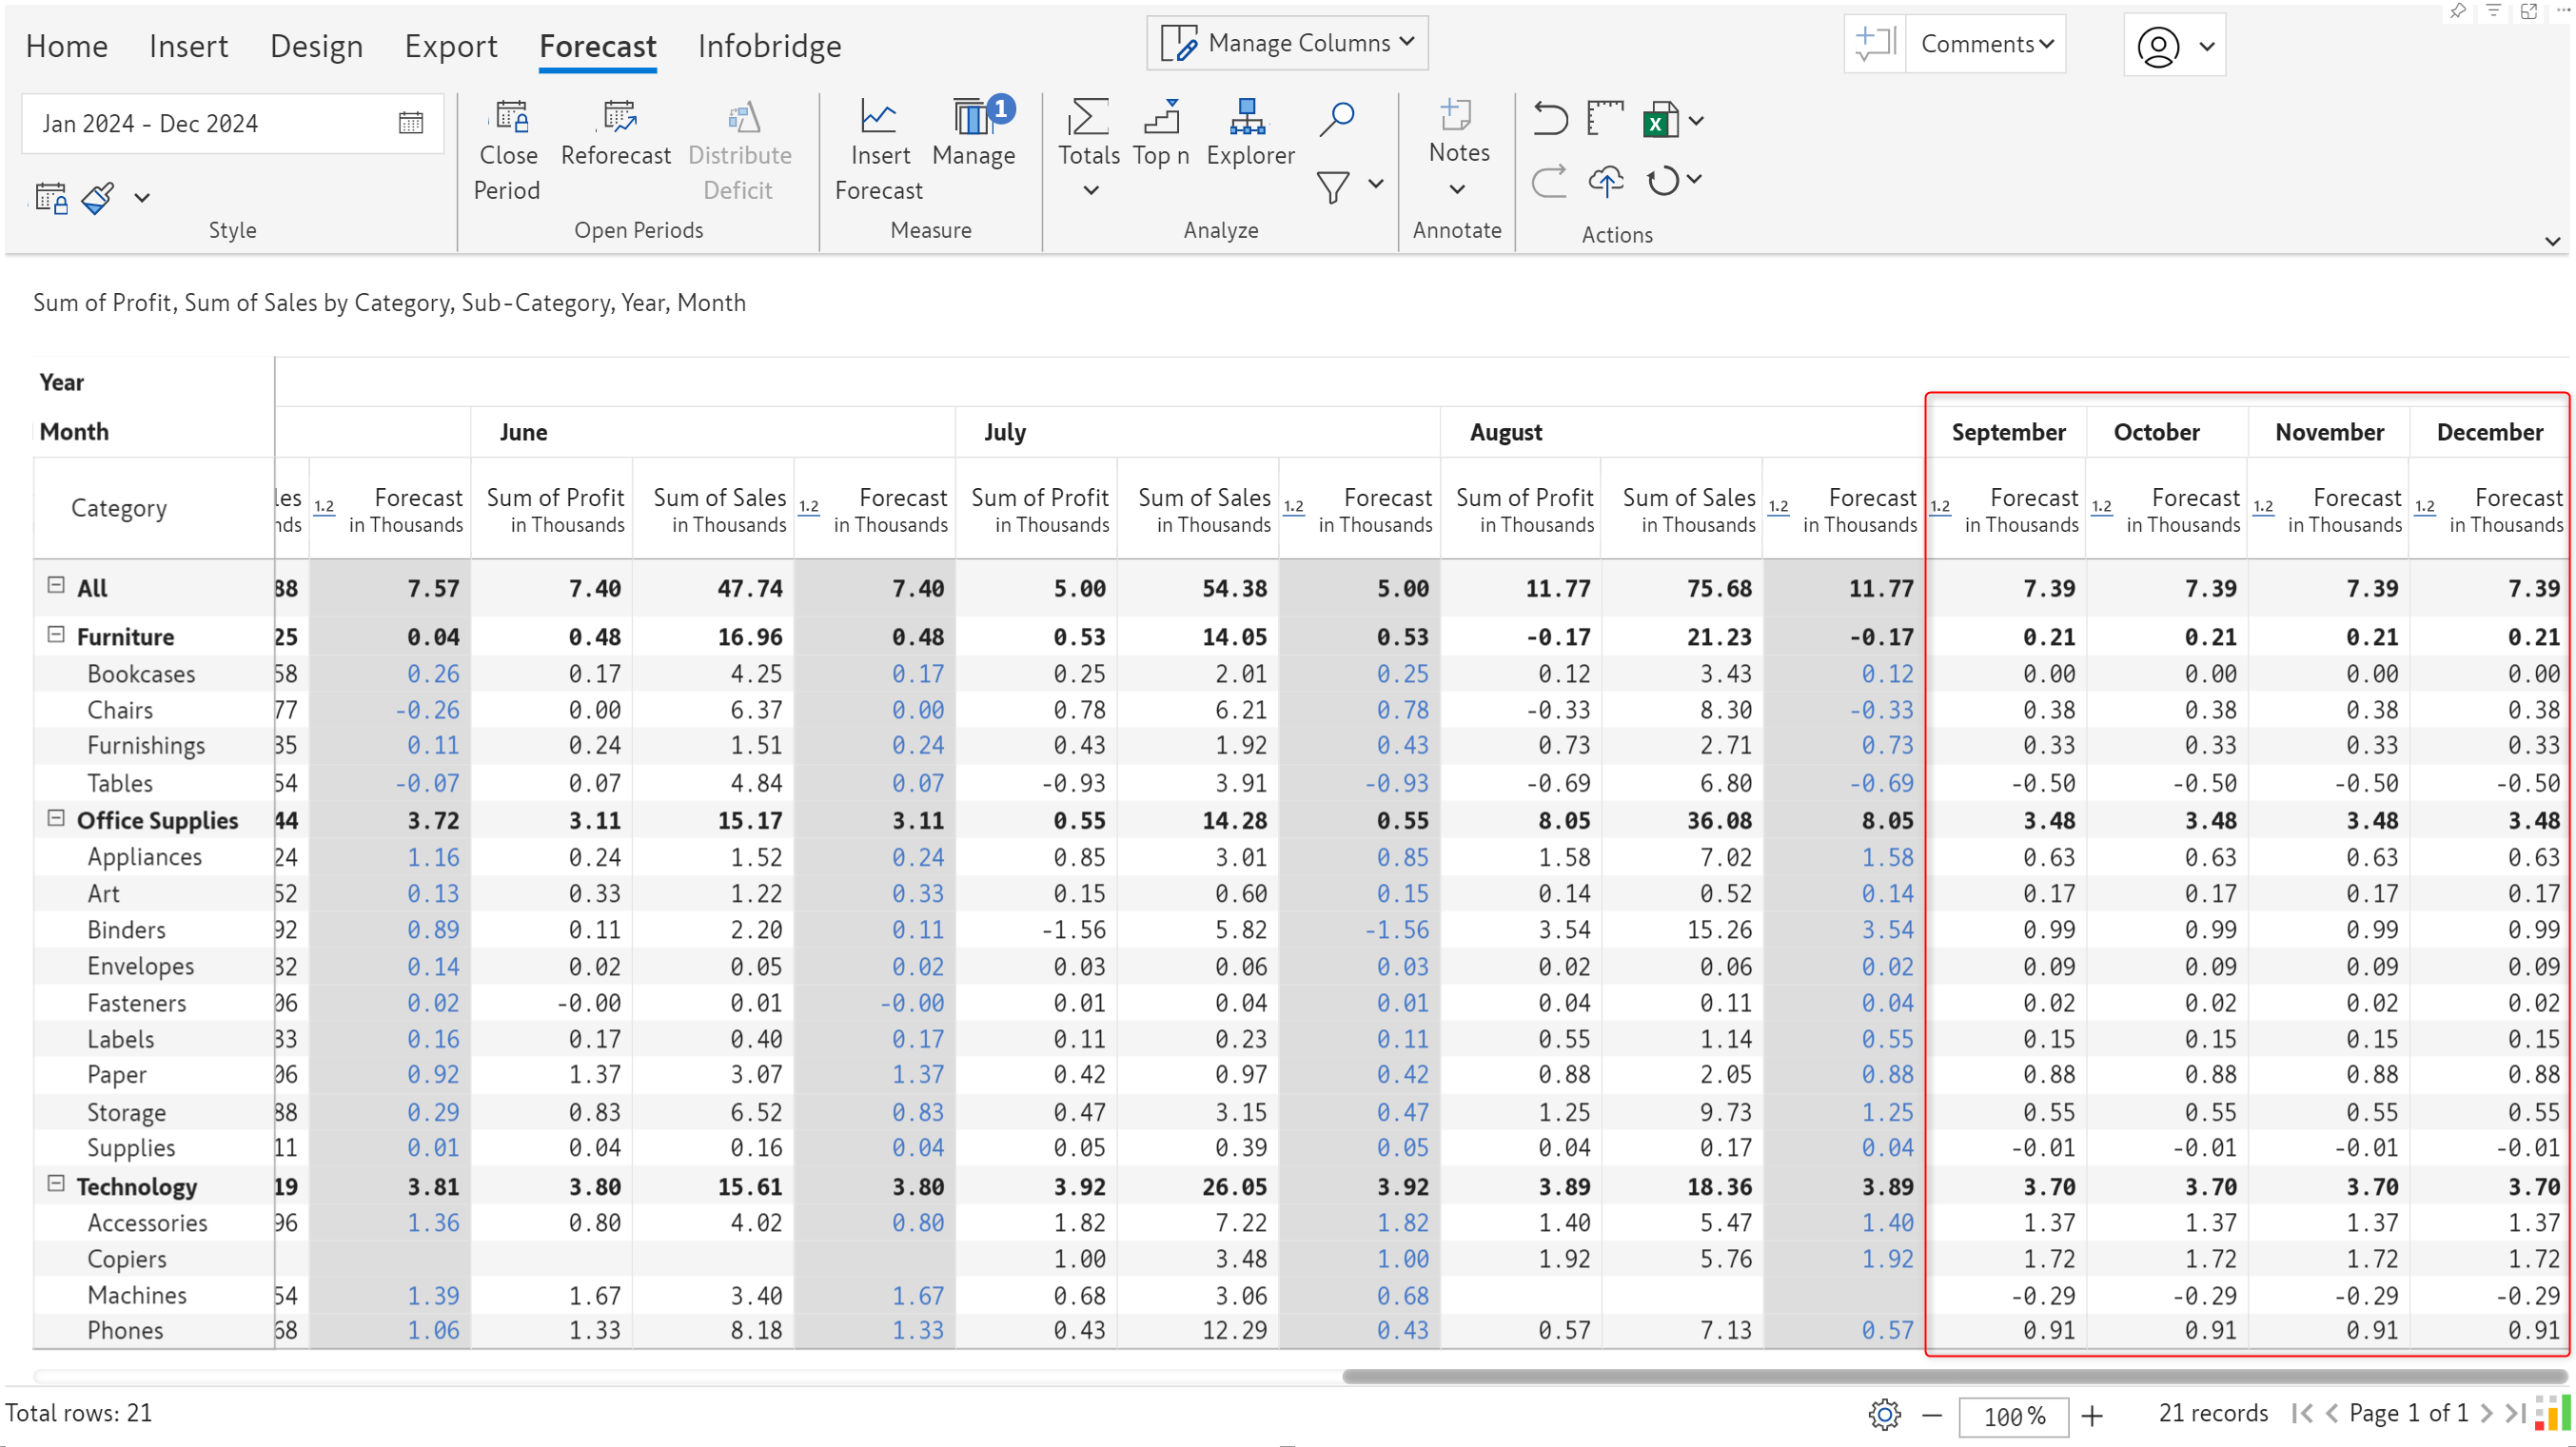 Home Insert Design Export Forecast Infobridge Manage Columns Comments
Jan 2024 - Dec 2024
Close Period Reforecast Distribute Deficit Insert Forecast Manage 1 Totals Top n Explorer Notes
Style Open Periods Measure Analyze Annotate Actions
Sum of Profit, Sum of Sales by Category, Sub-Category, Year, Month
Year
Month June July August September October November December
Category les 1.2 Forecast Sum of Profit Sum of Sales 1.2 Forecast Sum of Profit Sum of Sales 1.2 Forecast Sum of Profit Sum of Sales 1.2 Forecast 1.2 Forecast 1.2 Forecast 1.2 Forecast 1.2 Forecast
nds in Thousands in Thousands in Thousands in Thousands in Thousands in Thousands in Thousands in Thousands in Thousands in Thousands in Thousands in Thousands in Thousands in Thousands
All 88 7.57 7.40 47.74 7.40 5.00 54.38 5.00 11.77 75.68 11.77 7.39 7.39 7.39 7.39
Furniture 25 0.04 0.48 16.96 0.48 0.53 14.05 0.53 -0.17 21.23 -0.17 0.21 0.21 0.21 0.21
Bookcases 58 0.26 0.17 4.25 0.17 0.25 2.01 0.25 0.12 3.43 0.12 0.00 0.00 0.00 0.00
Chairs 77 -0.26 0.00 6.37 0.00 0.78 6.21 0.78 -0.33 8.30 -0.33 0.38 0.38 0.38 0.38
Furnishings 35 0.11 0.24 1.51 0.24 0.43 1.92 0.43 0.73 2.71 0.73 0.33 0.33 0.33 0.33
Tables 54 -0.07 0.07 4.84 0.07 -0.93 3.91 -0.93 -0.69 6.80 -0.69 -0.50 -0.50 -0.50 -0.50
Office Supplies 44 3.72 3.11 15.17 3.11 0.55 14.28 0.55 8.05 36.08 8.05 3.48 3.48 3.48 3.48
Appliances 24 1.16 0.24 1.52 0.24 0.85 3.01 0.85 1.58 7.02 1.58 0.63 0.63 0.63 0.63
Art 52 0.13 0.33 1.22 0.33 0.15 0.60 0.15 0.14 0.52 0.14 0.17 0.17 0.17 0.17
Binders 92 0.89 0.11 2.20 0.11 -1.56 5.82 -1.56 3.54 15.26 3.54 0.99 0.99 0.99 0.99
Envelopes 32 0.14 0.02 0.05 0.02 0.03 0.06 0.03 0.02 0.06 0.02 0.09 0.09 0.09 0.09
Fasteners 06 0.02 -0.00 0.01 -0.00 0.01 0.04 0.01 0.04 0.11 0.04 0.02 0.02 0.02 0.02
Labels 33 0.16 0.17 0.40 0.17 0.11 0.23 0.11 0.55 1.14 0.55 0.15 0.15 0.15 0.15
Paper 06 0.92 1.37 3.07 1.37 0.42 0.97 0.42 0.88 2.05 0.88 0.88 0.88 0.88 0.88
Storage 88 0.29 0.83 6.52 0.83 0.47 3.15 0.47 1.25 9.73 1.25 0.55 0.55 0.55 0.55
Supplies 11 0.01 0.04 0.16 0.04 0.05 0.39 0.05 0.04 0.17 0.04 -0.01 -0.01 -0.01 -0.01
Technology 19 3.81 3.80 15.61 3.80 3.92 26.05 3.92 3.89 18.36 3.89 3.70 3.70 3.70 3.70
Accessories 96 1.36 0.80 4.02 0.80 1.82 7.22 1.82 1.40 5.47 1.40 1.37 1.37 1.37 1.37
Copiers 1.00 3.48 1.00 1.92 5.76 1.92 1.72 1.72 1.72 1.72
Machines 54 1.39 1.67 3.40 1.67 0.68 3.06 0.68 -0.29 -0.29 -0.29 -0.29
Phones 68 1.06 1.33 8.18 1.33 0.43 12.29 0.43 0.57 7.13 0.57 0.91 0.91 0.91 0.91
Total rows: 21 100 % 21 records Page 1 of 1